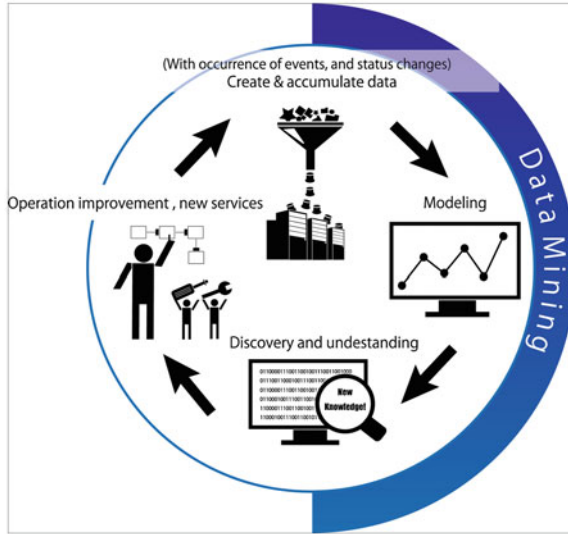 (With occurrence of events, and status changes)
Create & accumulate data
Operation improvement , new services
Modeling
Data Mining
Discovery and undestanding
New
Knowledge!